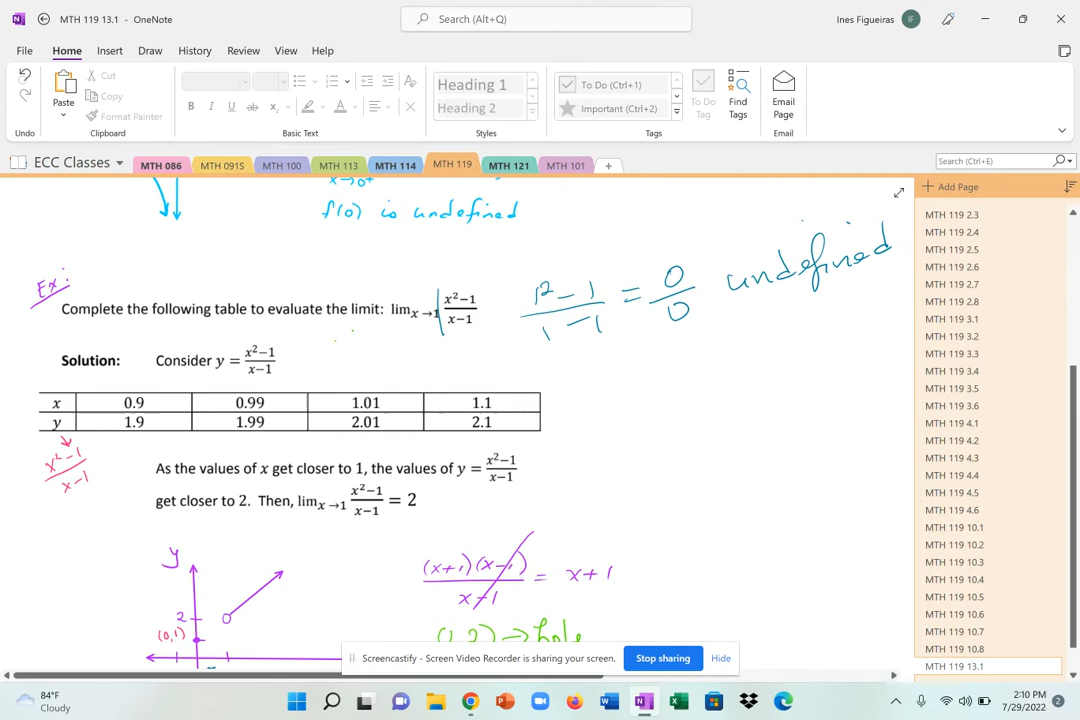 MTH 119 13.1 - OneNote
Search (Alt+Q)
Ines Figueiras IF
File Home Insert Draw History Review View Help
Undo
Paste Cut Copy Format Painter
Clipboard
B I U ab x
Basic Text
Heading 1
Heading 2
Styles
To Do (Ctrl+1)
Important (Ctrl+2)
To Do Tag
Find Tags
Tags
Email Page
Email
ECC Classes MTH 086 MTH 091S MTH 100 MTH 113 MTH 114 MTH 119 MTH 121 MTH 101 +
Search (Ctrl+E)
x→0⁺
f(0) is undefined
Ex:
Complete the following table to evaluate the limit: lim x→1 x²−1/x−1
1²−1/1−1 = 0/0 undefined
Solution: Consider y = x²−1/x−1
x 0.9 0.99 1.01 1.1
y 1.9 1.99 2.01 2.1
x²−1/x−1
As the values of x get closer to 1, the values of y = x²−1/x−1
get closer to 2. Then, lim x→1 x²−1/x−1 = 2
y
2
(0,1)
(x+1)(x−1)/x−1 = x+1
(1,2) → hole
Screencastify - Screen Video Recorder is sharing your screen. Stop sharing Hide
Add Page
MTH 119 2.3
MTH 119 2.4
MTH 119 2.5
MTH 119 2.6
MTH 119 2.7
MTH 119 2.8
MTH 119 3.1
MTH 119 3.2
MTH 119 3.3
MTH 119 3.4
MTH 119 3.5
MTH 119 3.6
MTH 119 4.1
MTH 119 4.2
MTH 119 4.3
MTH 119 4.4
MTH 119 4.5
MTH 119 4.6
MTH 119 10.1
MTH 119 10.2
MTH 119 10.3
MTH 119 10.4
MTH 119 10.5
MTH 119 10.6
MTH 119 10.7
MTH 119 10.8
MTH 119 13.1
84°F
Cloudy
2:10 PM
7/29/2022
2